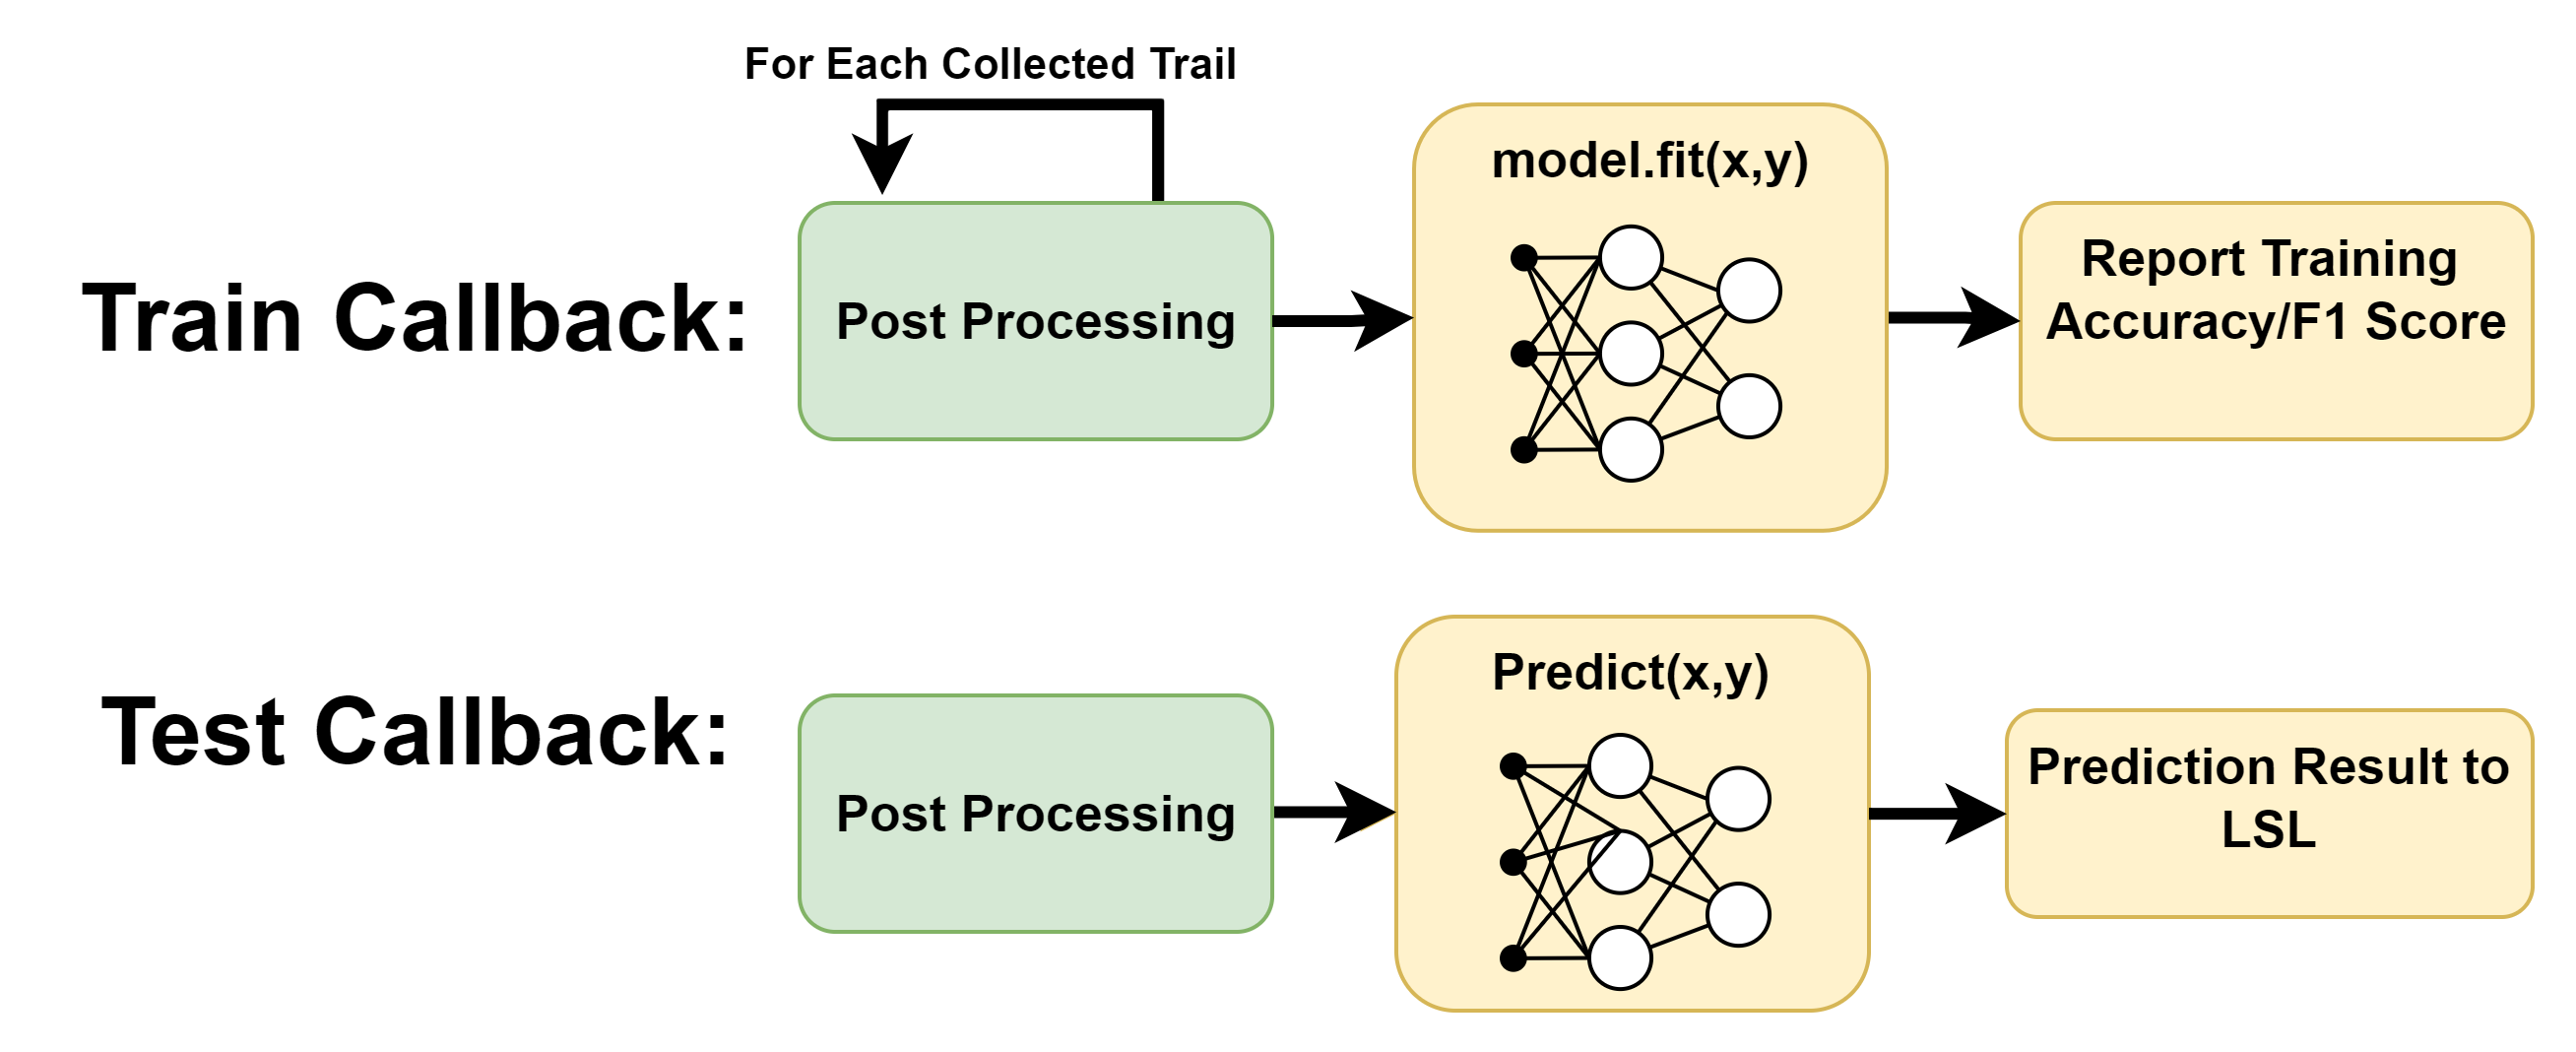 For Each Collected Trail
Train Callback:
Post Processing
model.fit(x,y)
Report Training
Accuracy/F1 Score
Test Callback:
Post Processing
Predict(x,y)
Prediction Result to
LSL